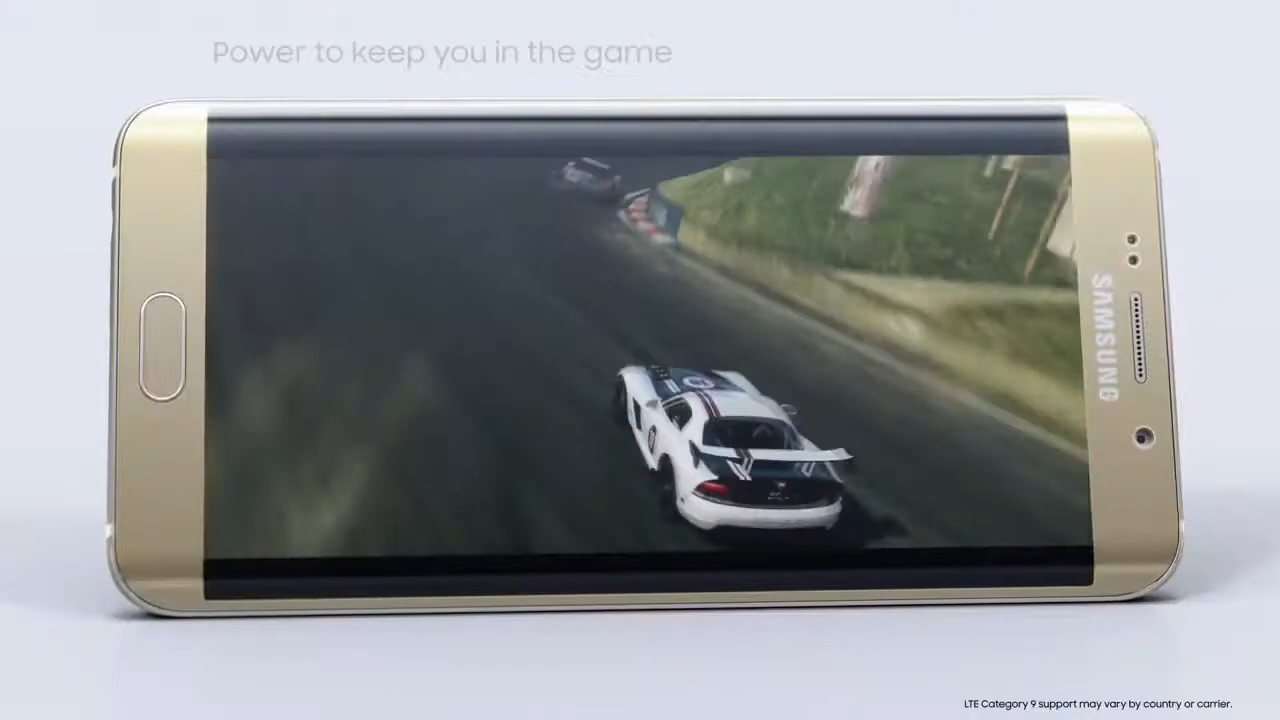 Power to keep you in the game
SAMSUNG
LTE Category 9 support may vary by country or carrier.